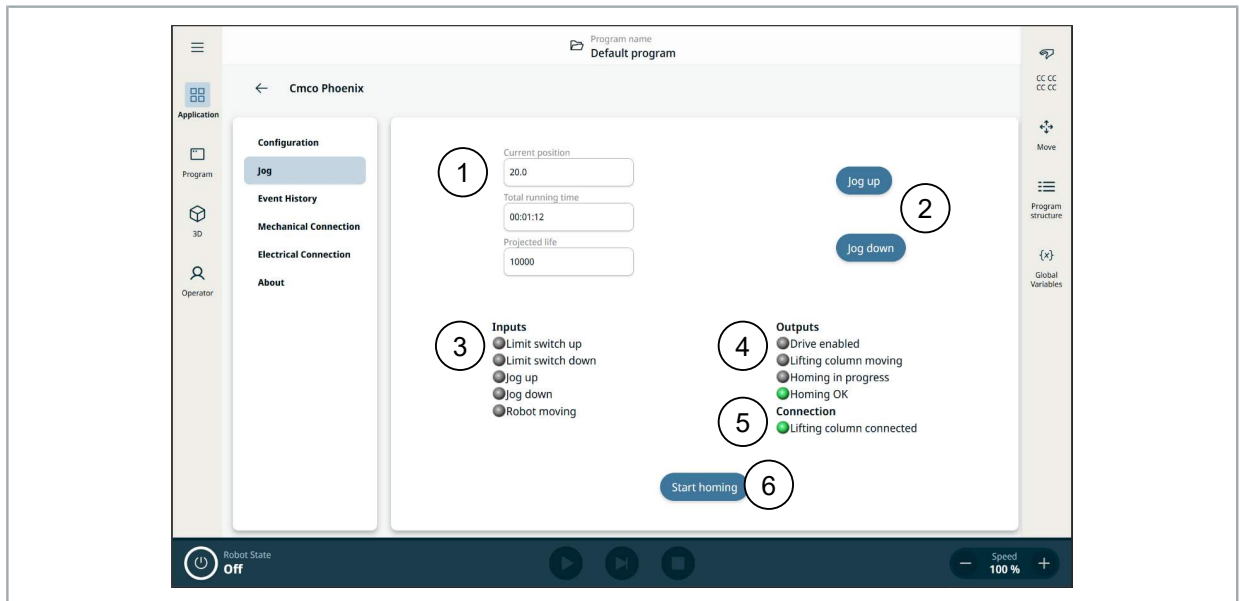 Program name
Default program
Cmco Phoenix
CC CC
CC CC
Application
Program
3D
Operator
Configuration
Jog
Event History
Mechanical Connection
Electrical Connection
About
1
Current position
20.0
Total running time
00:01:12
Projected life
10000
Jog up
2
Jog down
3
Inputs
Limit switch up
Limit switch down
Jog up
Jog down
Robot moving
4
Outputs
Drive enabled
Lifting column moving
Homing in progress
Homing OK
5
Connection
Lifting column connected
Start homing
6
Move
Program
structure
{x}
Global
Variables
Robot State
Off
Speed
100 %